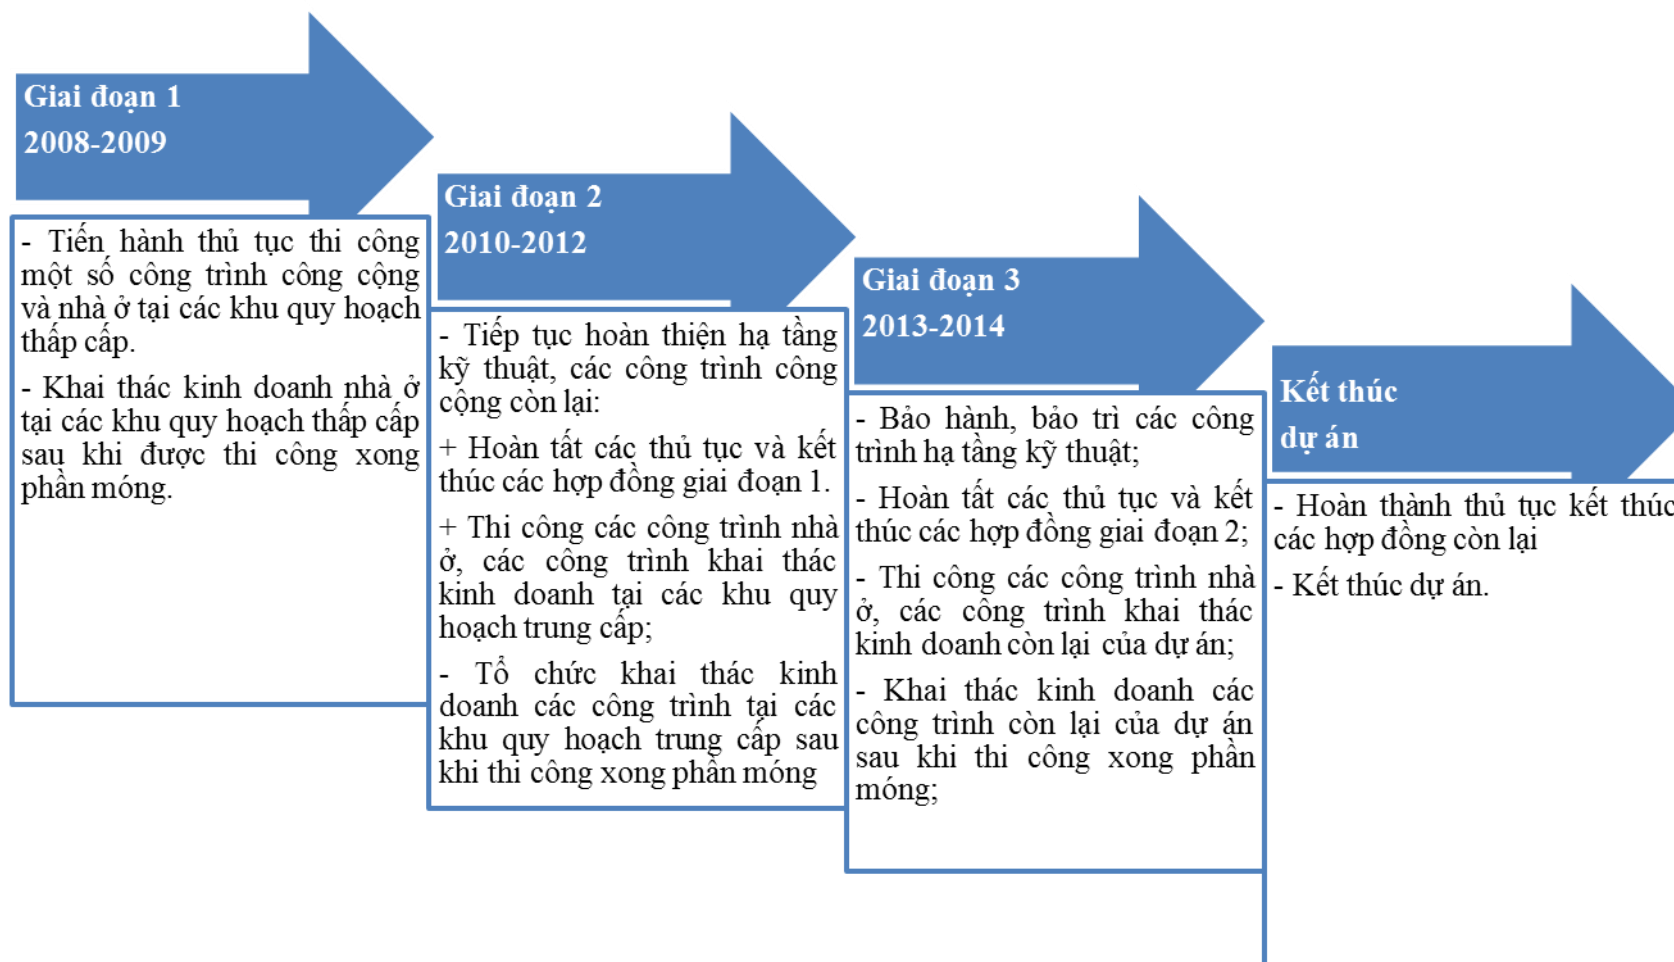 Giai đoạn 1
2008-2009
- Tiến hành thủ tục thi công
một số công trình công cộng
và nhà ở tại các khu quy hoạch
thấp cấp.
- Khai thác kinh doanh nhà ở
tại các khu quy hoạch thấp cấp
sau khi được thi công xong
phần móng.
Giai đoạn 2
2010-2012
- Tiếp tục hoàn thiện hạ tầng
kỹ thuật, các công trình công
cộng còn lại:
+ Hoàn tất các thủ tục và kết
thúc các hợp đồng giai đoạn 1.
+ Thi công các công trình nhà
ở, các công trình khai thác
kinh doanh tại các khu quy
hoạch trung cấp;
- Tổ chức khai thác kinh
doanh các công trình tại các
khu quy hoạch trung cấp sau
khi thi công xong phần móng
Giai đoạn 3
2013-2014
- Bảo hành, bảo trì các công
trình hạ tầng kỹ thuật;
- Hoàn tất các thủ tục và kết
thúc các hợp đồng giai đoạn 2;
- Thi công các công trình nhà
ở, các công trình khai thác
kinh doanh còn lại của dự án;
- Khai thác kinh doanh các
công trình còn lại của dự án
sau khi thi công xong phần
móng;
Kết thúc
dự án
- Hoàn thành thủ tục kết thúc
các hợp đồng còn lại
- Kết thúc dự án.